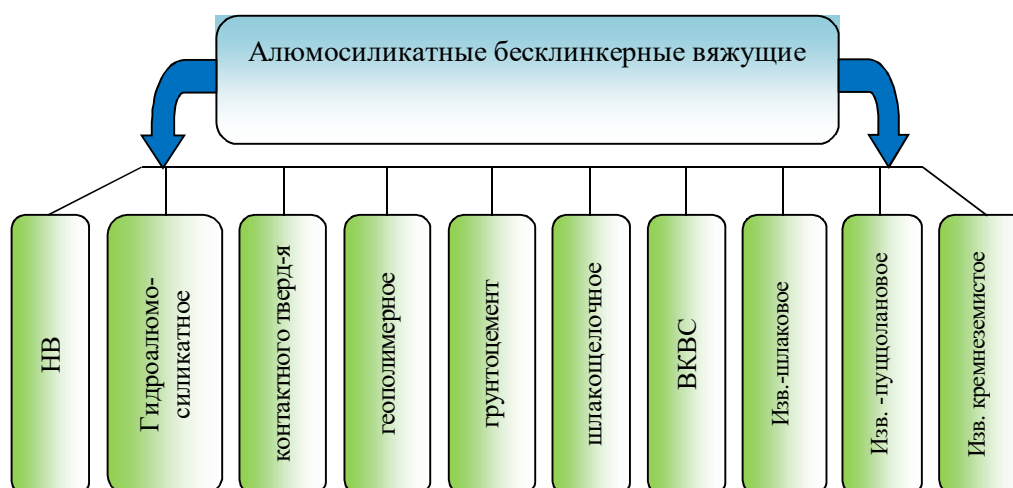 Алюмосиликатные бесклинкерные вяжущие
НВ
Гидроалюмо-
силикатное
контактного тверд-я
геополимерное
грунтоцемент
шлакощелочное
ВКВС
Изв.-шлаковое
Изв. -пуццолановое
Изв. кремнеземистое